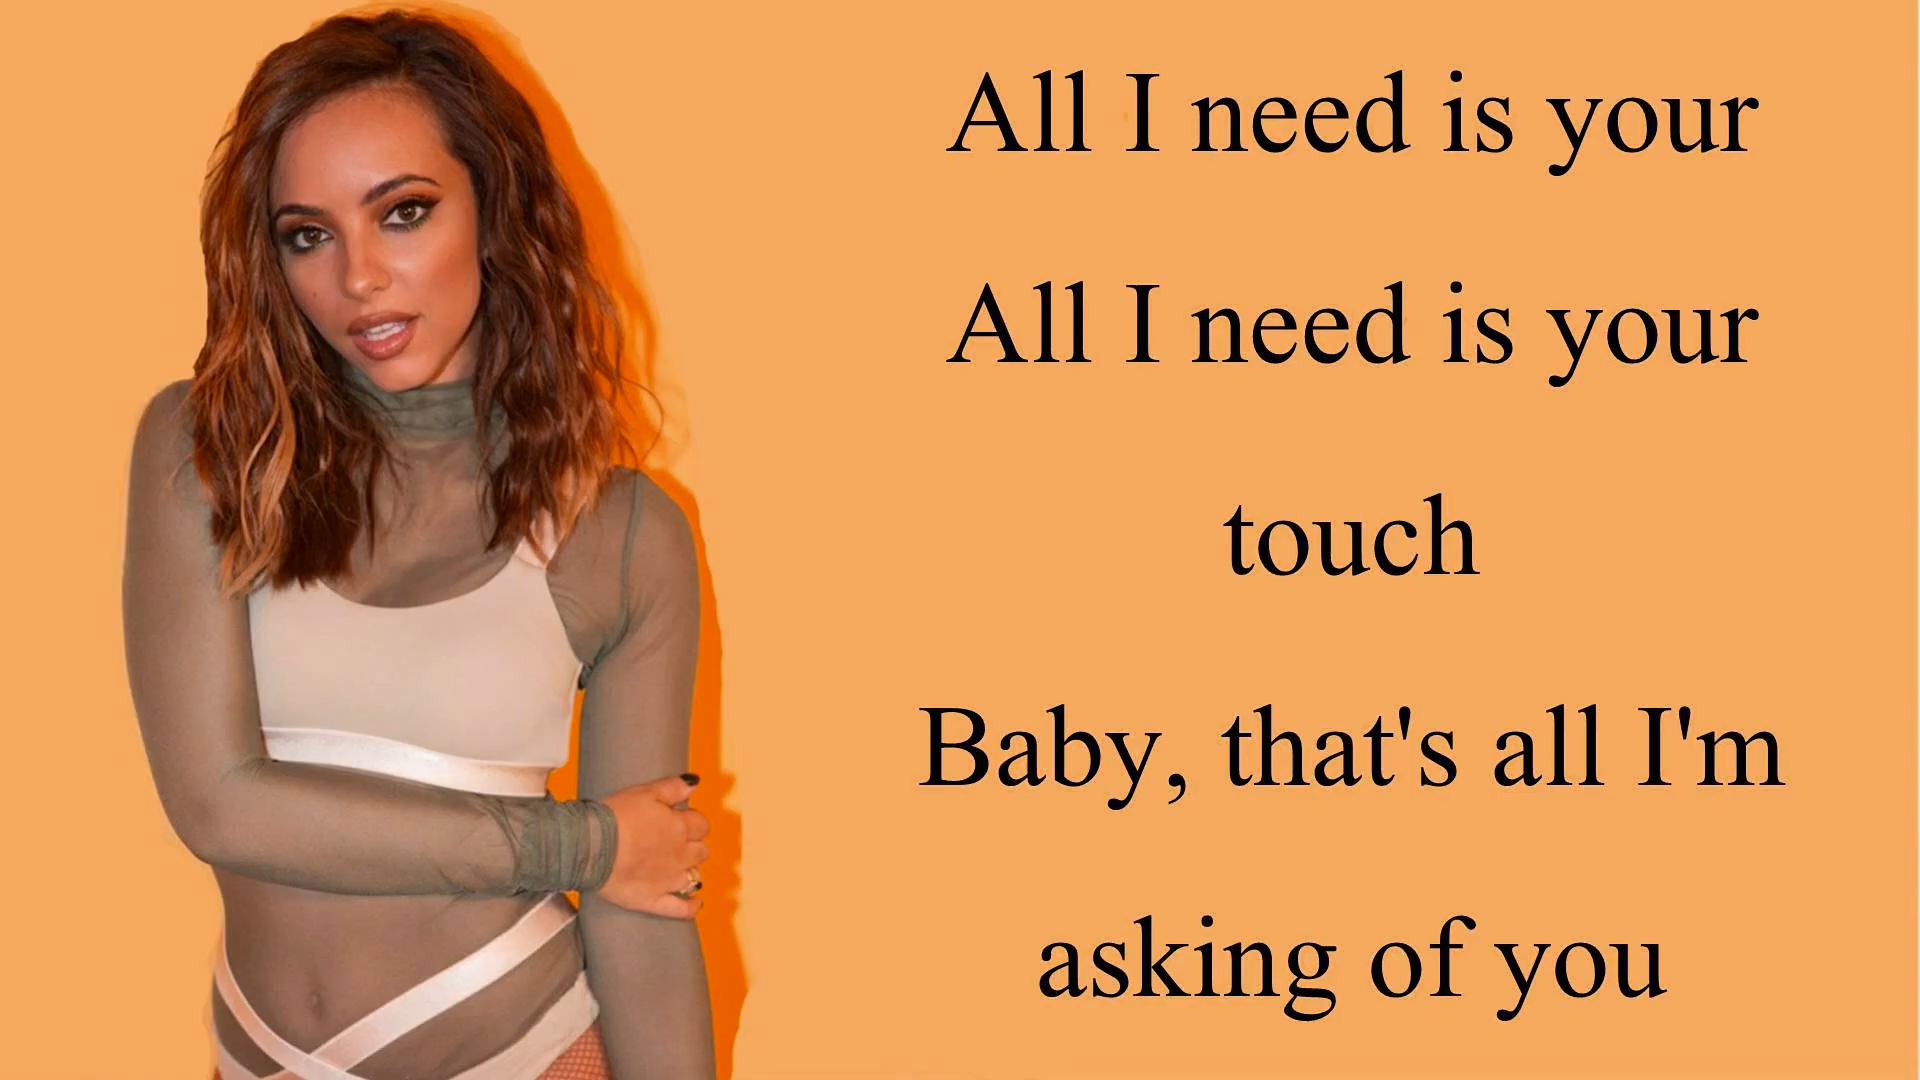 All I need is your
All I need is your
touch
Baby, that's all I'm
asking of you